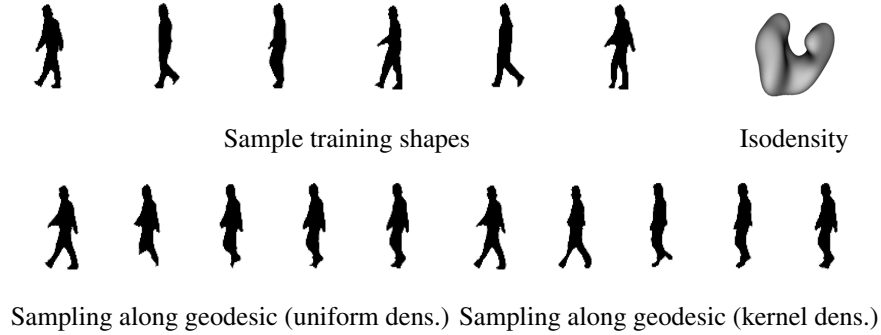 Sample training shapes
Isodensity
Sampling along geodesic (uniform dens.)
Sampling along geodesic (kernel dens.)